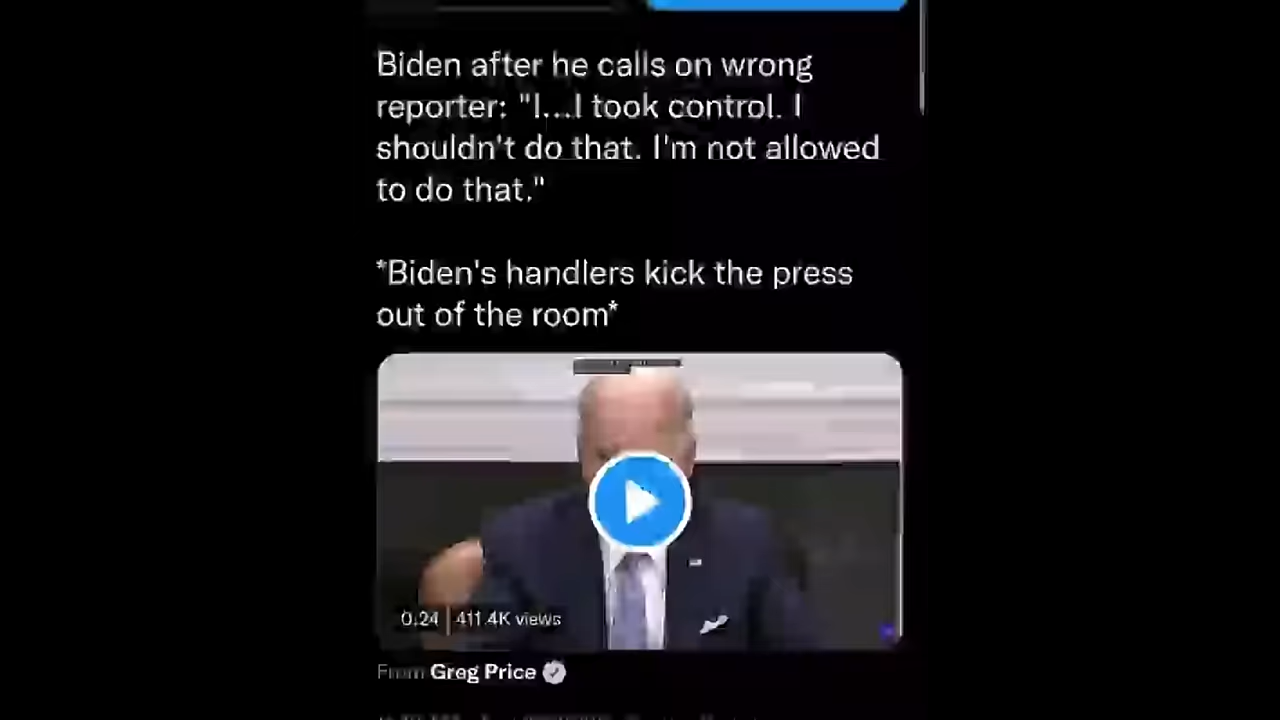 Biden after he calls on wrong
reporter: "I...I took control. I
shouldn't do that. I'm not allowed
to do that."
*Biden's handlers kick the press
out of the room*
0:24 411.4K views
From Greg Price